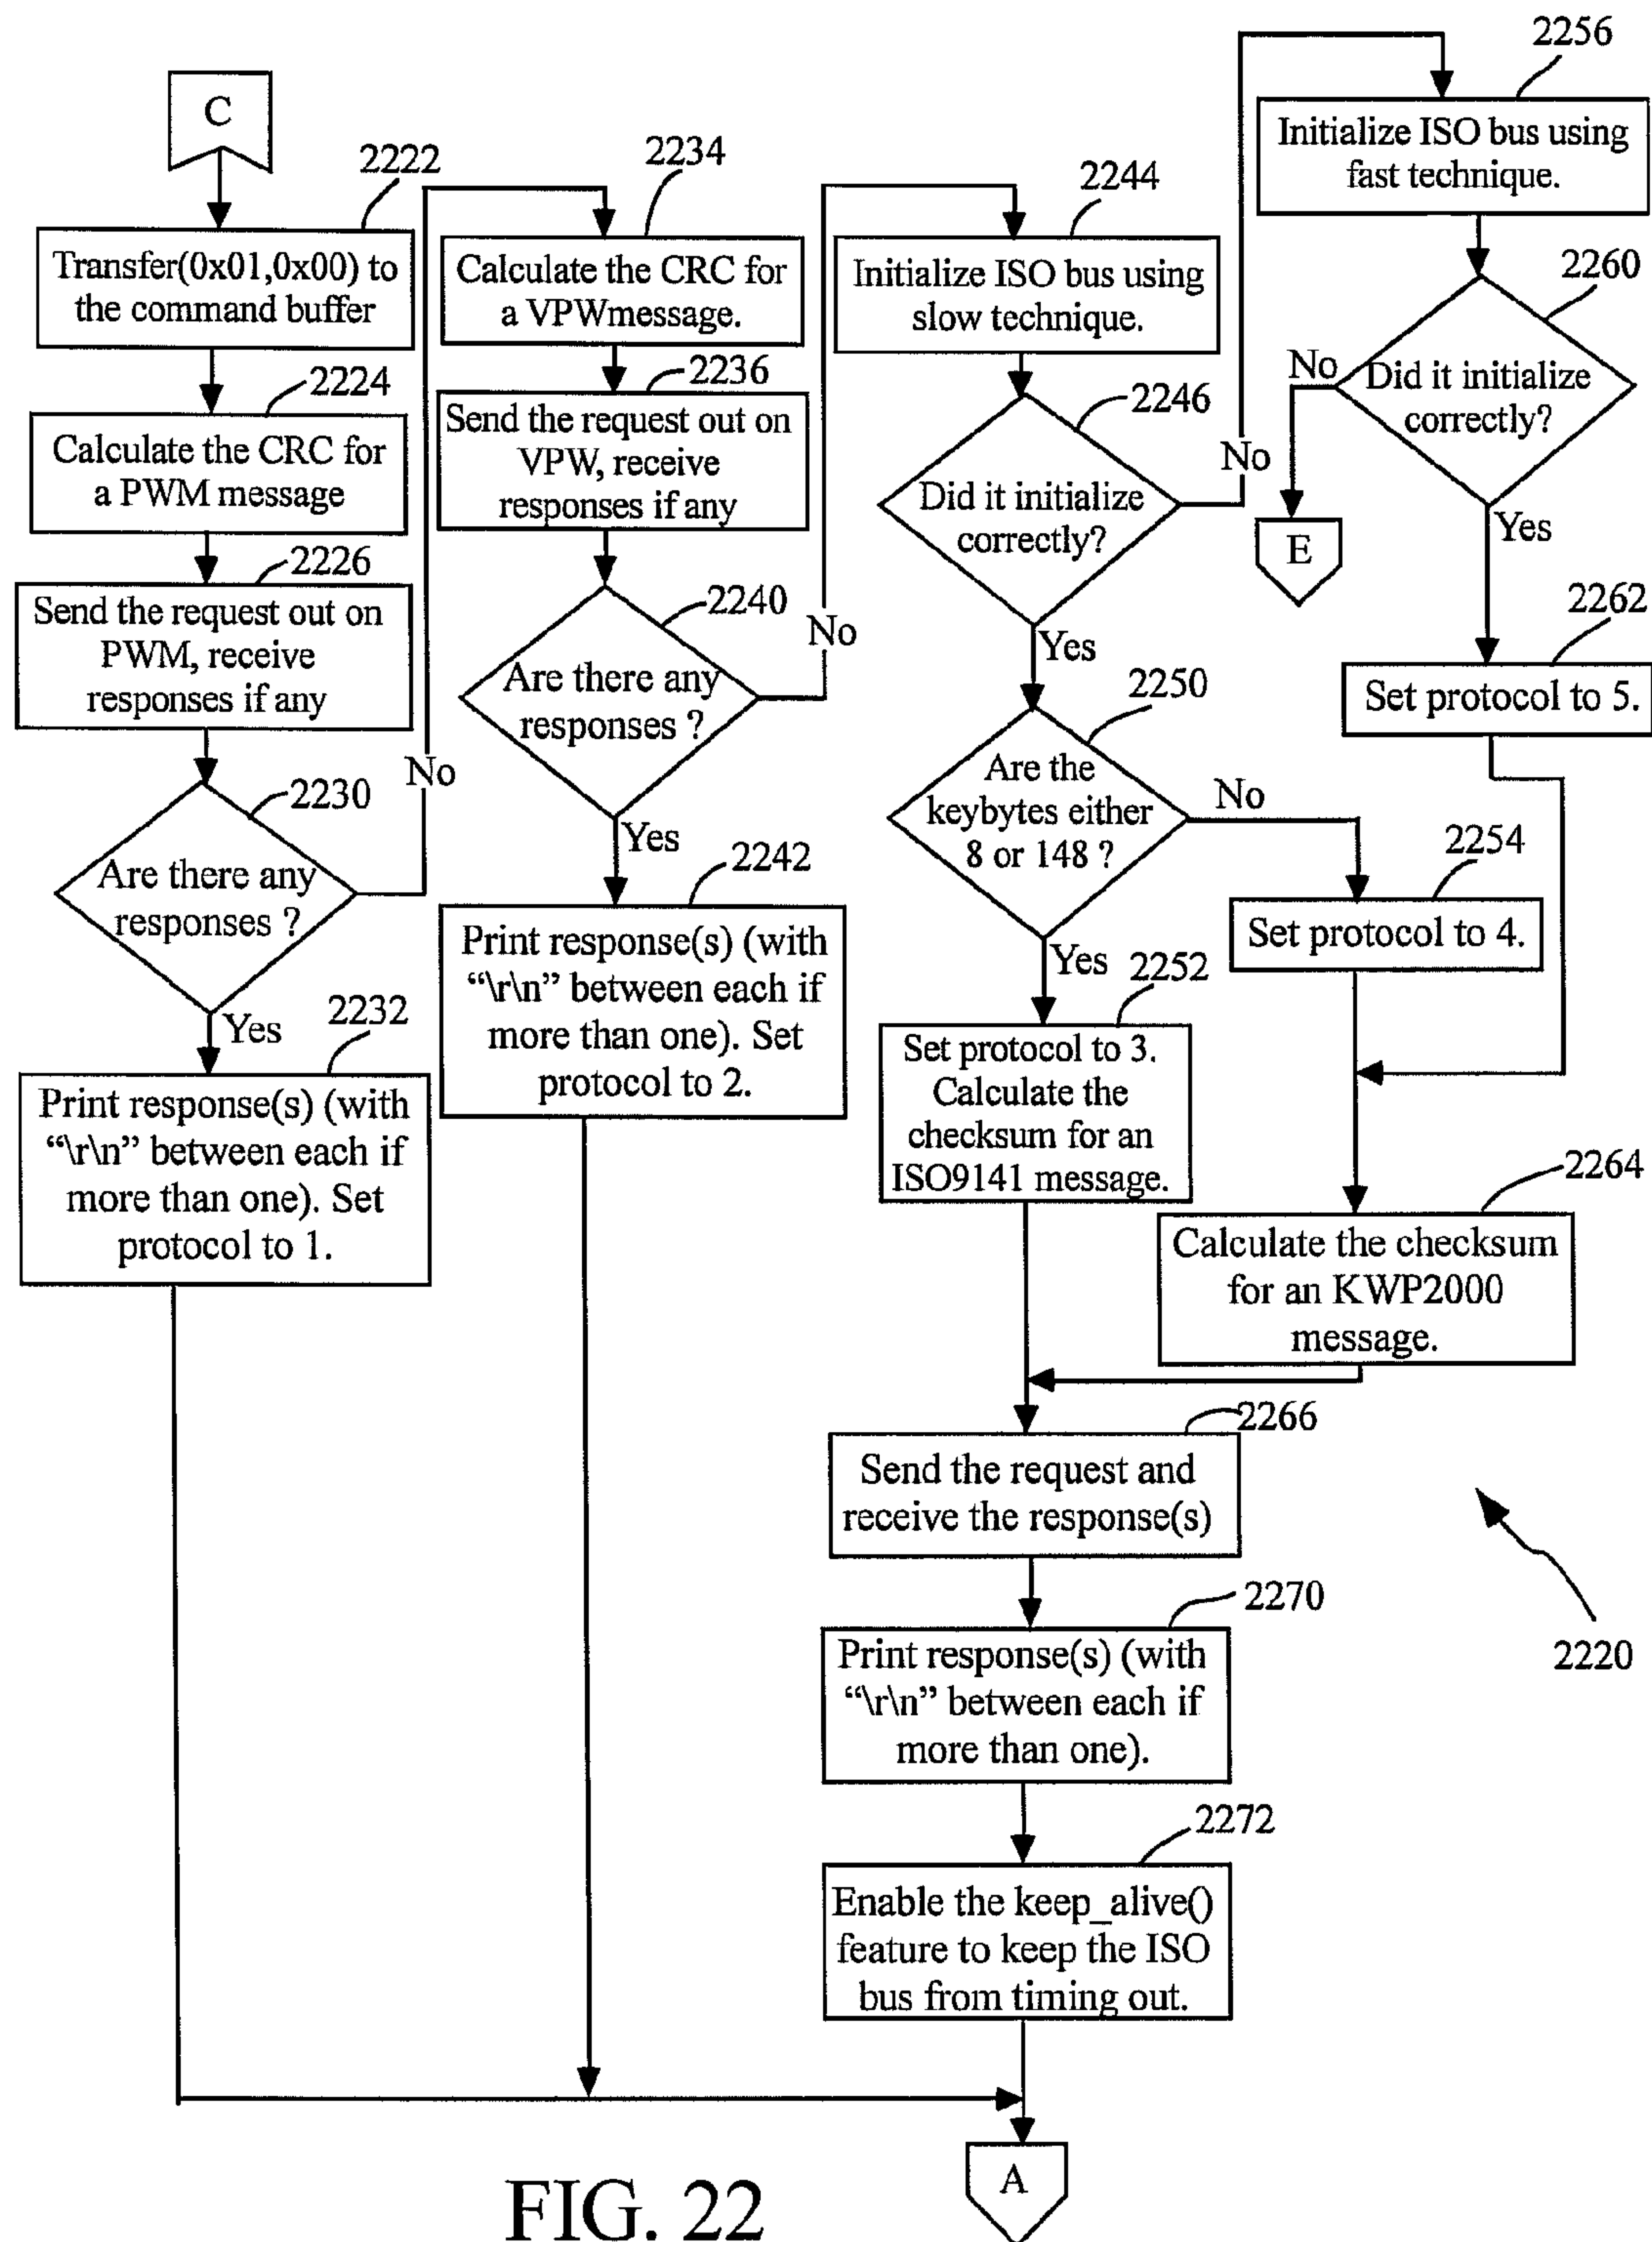 C
2222
Transfer(0x01,0x00) to
the command buffer
2224
Calculate the CRC for
a PWM message
2226
Send the request out on
PWM, receive
responses if any
2230
Are there any
responses ?
No
Yes
2232
Print response(s) (with
“\r\n” between each if
more than one). Set
protocol to 1.
2234
Calculate the CRC for
a VPWmessage.
2236
Send the request out on
VPW, receive
responses if any
2240
Are there any
responses ?
No
Yes
2242
Print response(s) (with
“\r\n” between each if
more than one). Set
protocol to 2.
2244
Initialize ISO bus using
slow technique.
2246
Did it initialize
correctly?
No
Yes
2250
Are the
keybytes either
8 or 148 ?
No
Yes
2252
Set protocol to 3.
Calculate the
checksum for an
ISO9141 message.
2254
Set protocol to 4.
2256
Initialize ISO bus using
fast technique.
2260
Did it initialize
correctly?
No
E
Yes
2262
Set protocol to 5.
2264
Calculate the checksum
for an KWP2000
message.
2266
Send the request and
receive the response(s)
2270
Print response(s) (with
“\r\n” between each if
more than one).
2272
Enable the keep_alive()
feature to keep the ISO
bus from timing out.
2220
A
FIG. 22